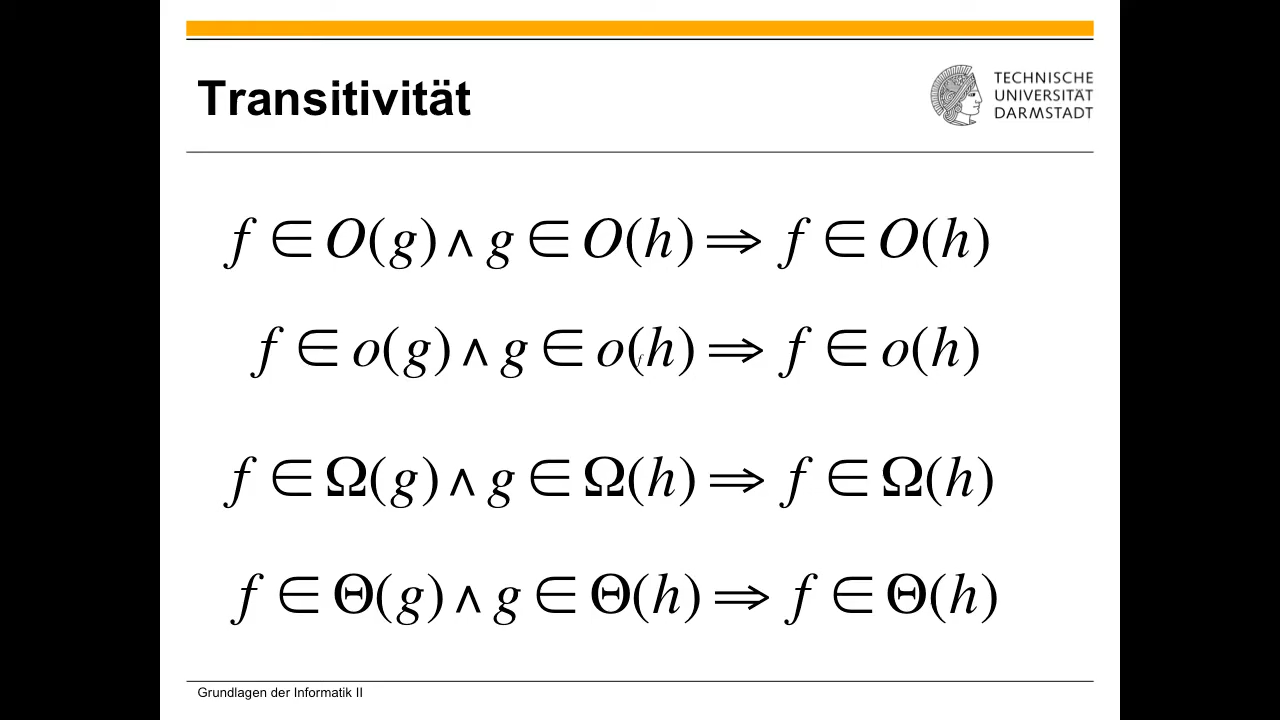 Transitivität
TECHNISCHE
UNIVERSITÄT
DARMSTADT
f ∈ O(g) ∧ g ∈ O(h) ⇒ f ∈ O(h)
f ∈ o(g) ∧ g ∈ o(h) ⇒ f ∈ o(h)
f ∈ Ω(g) ∧ g ∈ Ω(h) ⇒ f ∈ Ω(h)
f ∈ Θ(g) ∧ g ∈ Θ(h) ⇒ f ∈ Θ(h)
Grundlagen der Informatik II